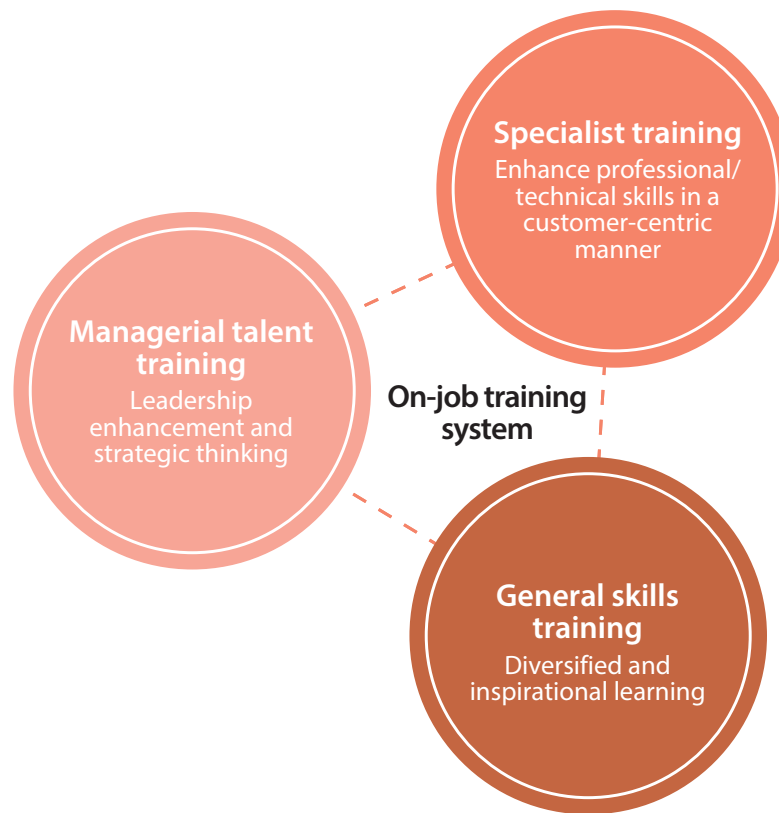 Specialist training
Enhance professional/
technical skills in a
customer-centric
manner
Managerial talent
training
Leadership
enhancement and
strategic thinking
On-job training
system
General skills
training
Diversified and
inspirational learning